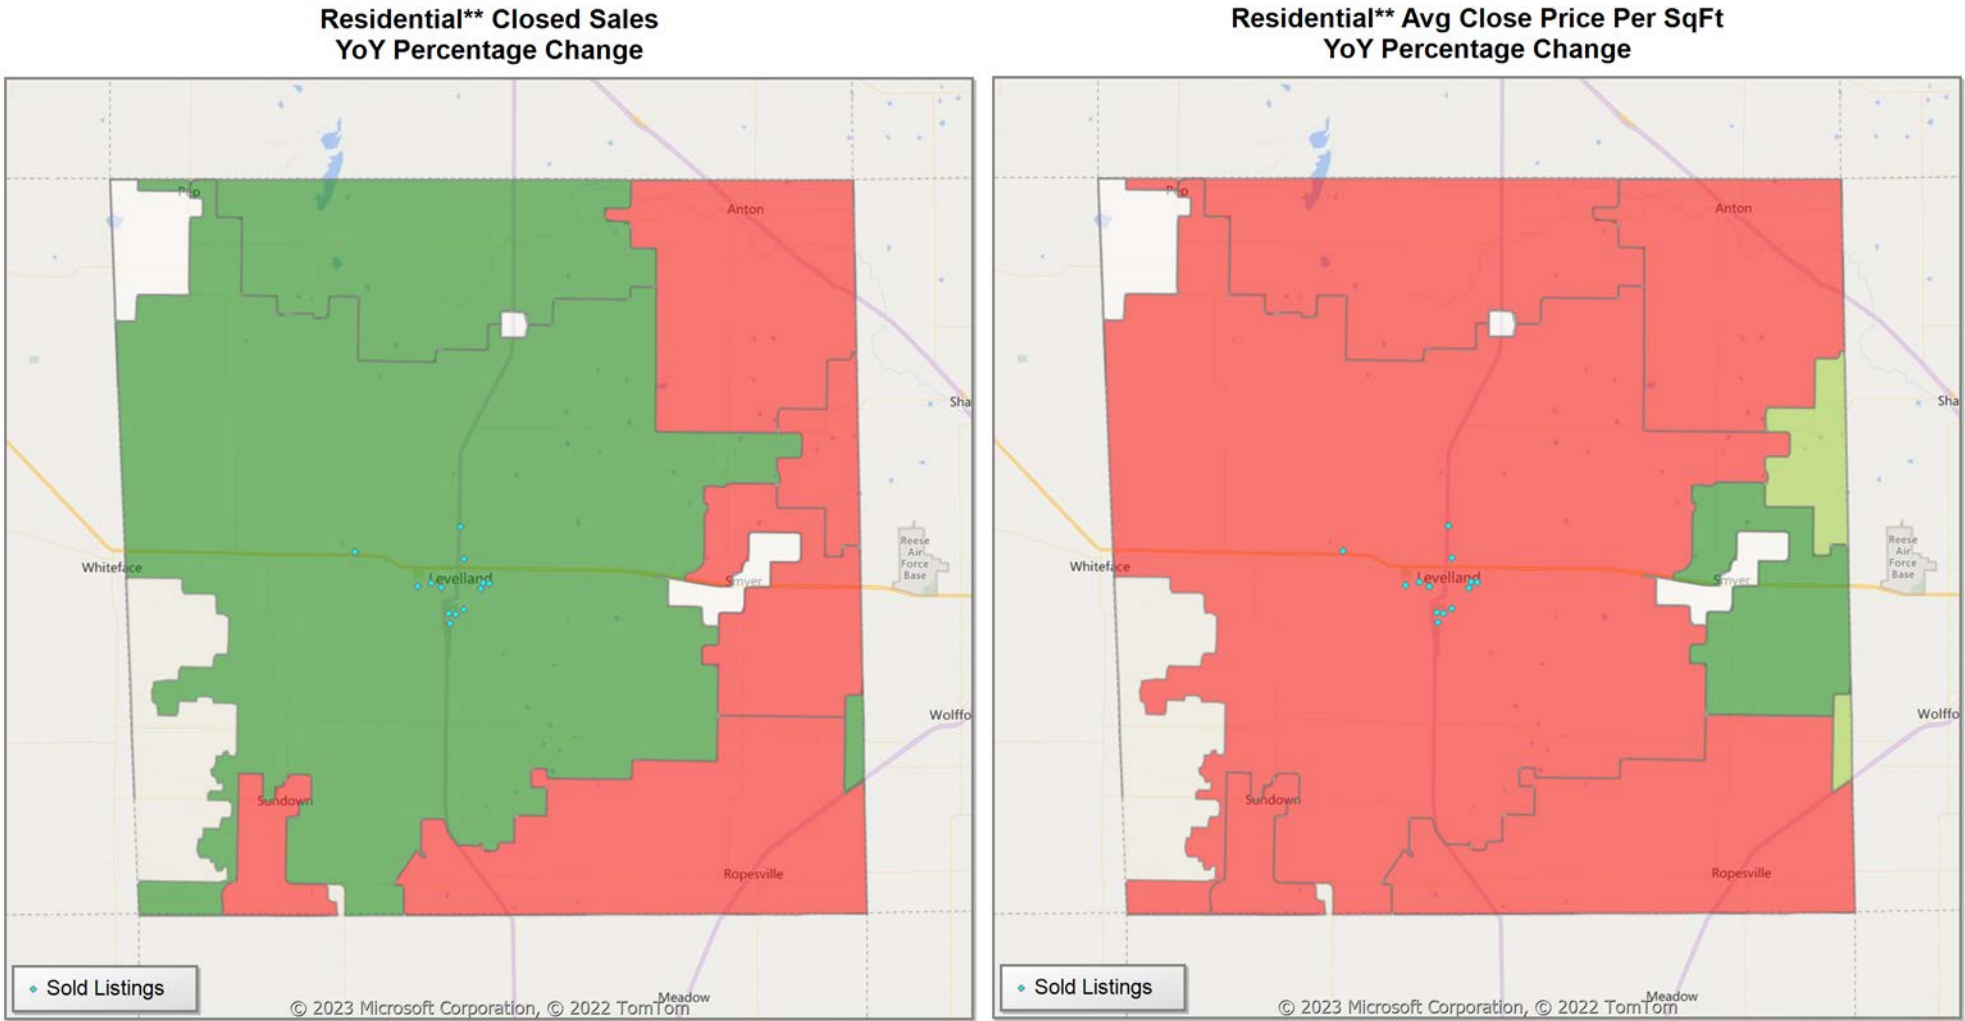 Residential** Closed Sales
YoY Percentage Change
Pep
Anton
Sha
Whiteface
Levelland
Smyer
Reese
Air
Force
Base
Wolffo
Sundown
Ropesville
Sold Listings
Meadow
© 2023 Microsoft Corporation, © 2022 TomTom
Residential** Avg Close Price Per SqFt
YoY Percentage Change
Pep
Anton
Sha
Whiteface
Levelland
Smyer
Reese
Air
Force
Base
Wolffo
Sundown
Ropesville
Sold Listings
Meadow
© 2023 Microsoft Corporation, © 2022 TomTom